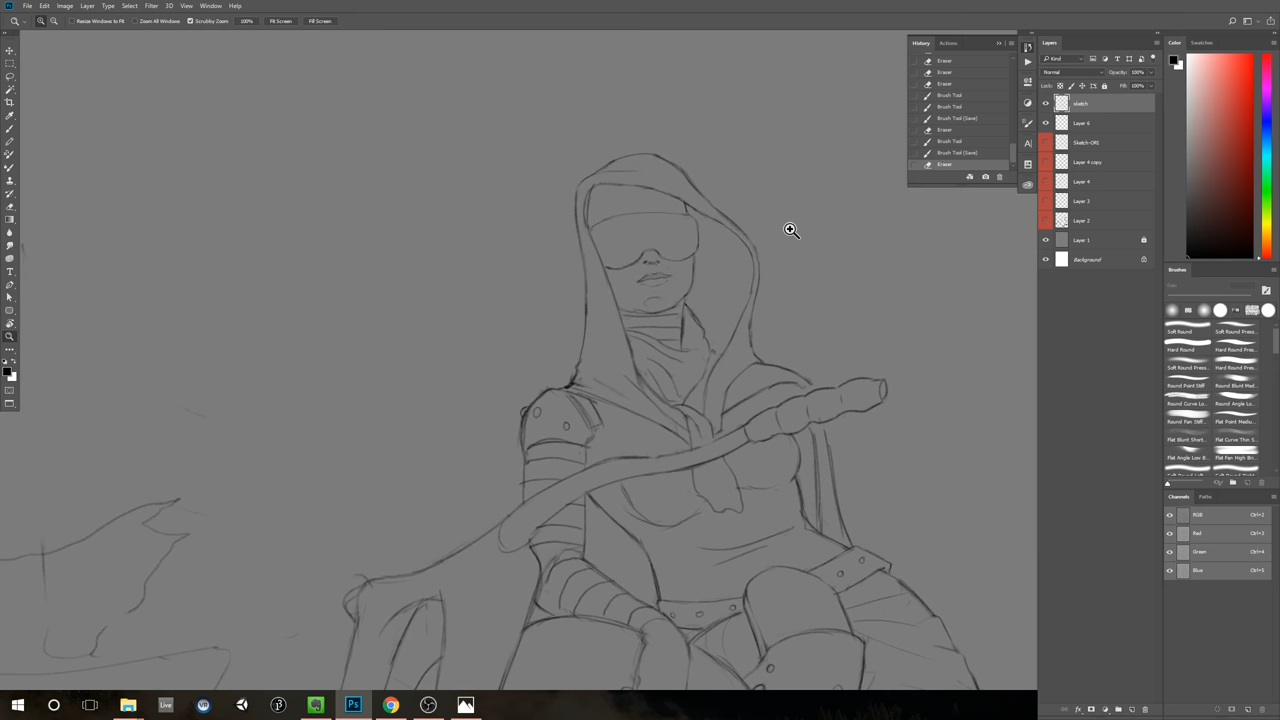 Ps File Edit Image Layer Type Select Filter 3D View Window Help
Resize Windows to Fit Zoom All Windows Scrubby Zoom 100% Fit Screen Fill Screen
History Actions
Eraser
Eraser
Eraser
Brush Tool
Brush Tool
Brush Tool (Save)
Eraser
Brush Tool
Brush Tool (Save)
Eraser
Layers
Kind
Normal Opacity: 100%
Lock: Fill: 100%
sketch
Layer 6
Sketch-ORI
Layer 4 copy
Layer 4
Layer 3
Layer 2
Layer 1
Background
Color Swatches
Brushes
Soft Round Soft Round Press...
Hard Round Hard Round Pres...
Soft Round Press... Hard Round Press...
Round Point Stiff Round Blunt Med...
Round Curve Lo... Round Angle Lo...
Round Fan Stiff... Flat Point Mediu...
Flat Blunt Short... Flat Curve Thin S...
Flat Angle Low B... Flat Fan High Bri...
Channels Paths
RGB Ctrl+2
Red Ctrl+3
Green Ctrl+4
Blue Ctrl+5
Live VR Ps